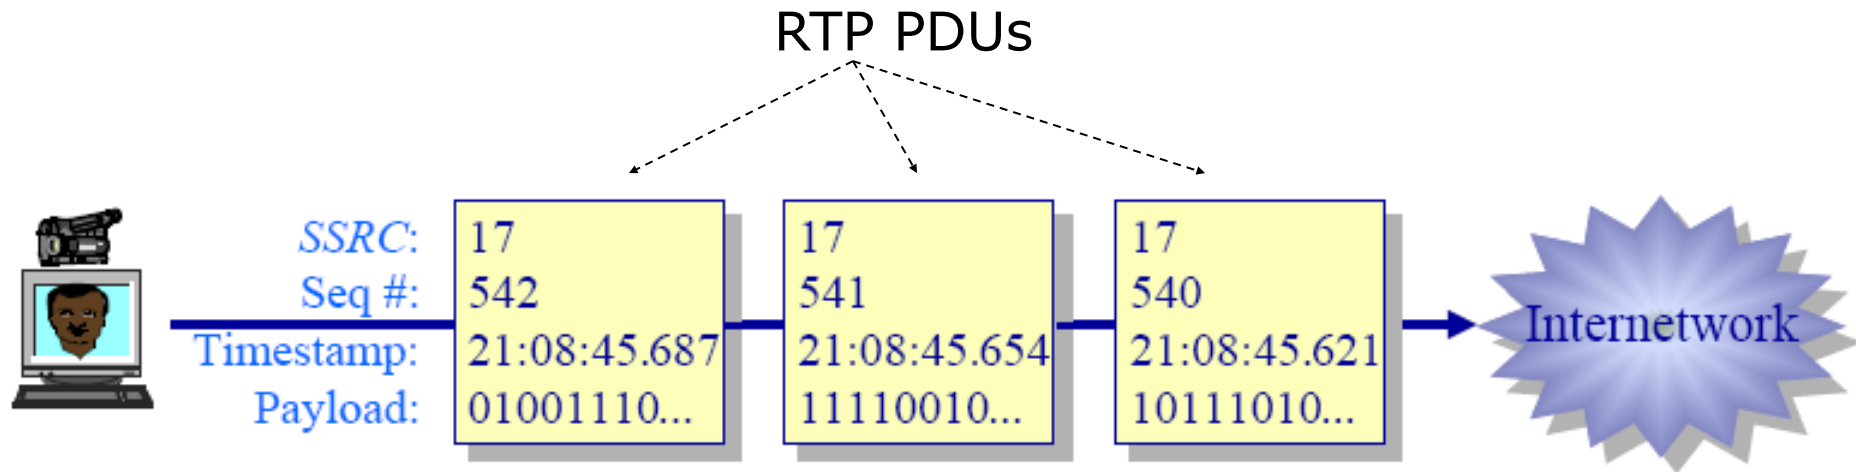 RTP PDUs
SSRC: 17 17 17
Seq #: 542 541 540
Timestamp: 21:08:45.687 21:08:45.654 21:08:45.621
Payload: 01001110... 11110010... 10111010...
Internetwork